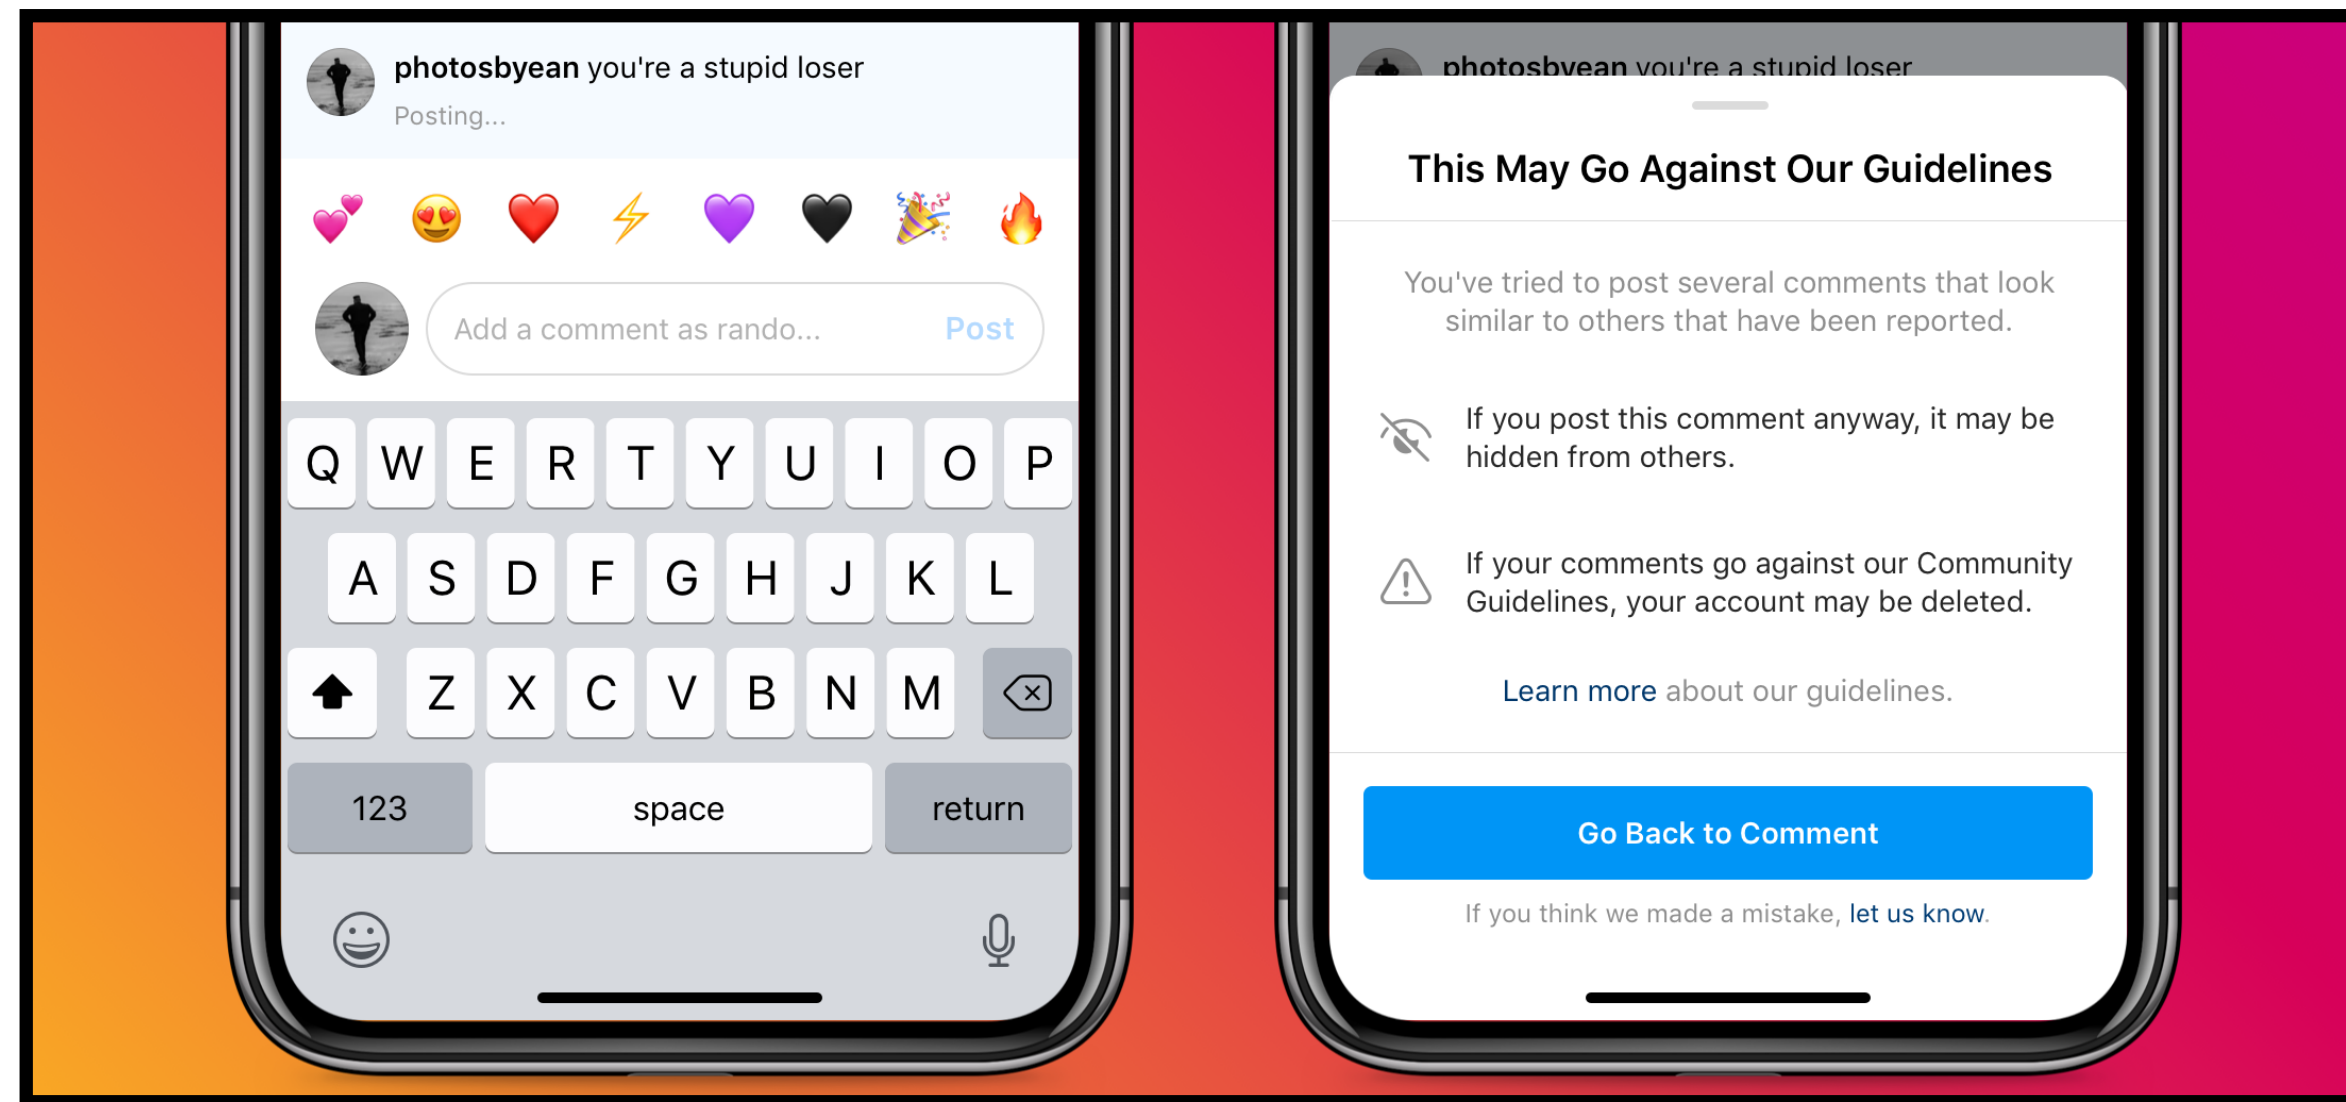 photosbyean you're a stupid loser
Posting...
Add a comment as rando...
Post
Q W E R T Y U I O P
A S D F G H J K L
Z X C V B N M
123
space
return
photosbyean you're a stupid loser
This May Go Against Our Guidelines
You've tried to post several comments that look
similar to others that have been reported.
If you post this comment anyway, it may be
hidden from others.
If your comments go against our Community
Guidelines, your account may be deleted.
Learn more about our guidelines.
Go Back to Comment
If you think we made a mistake, let us know.